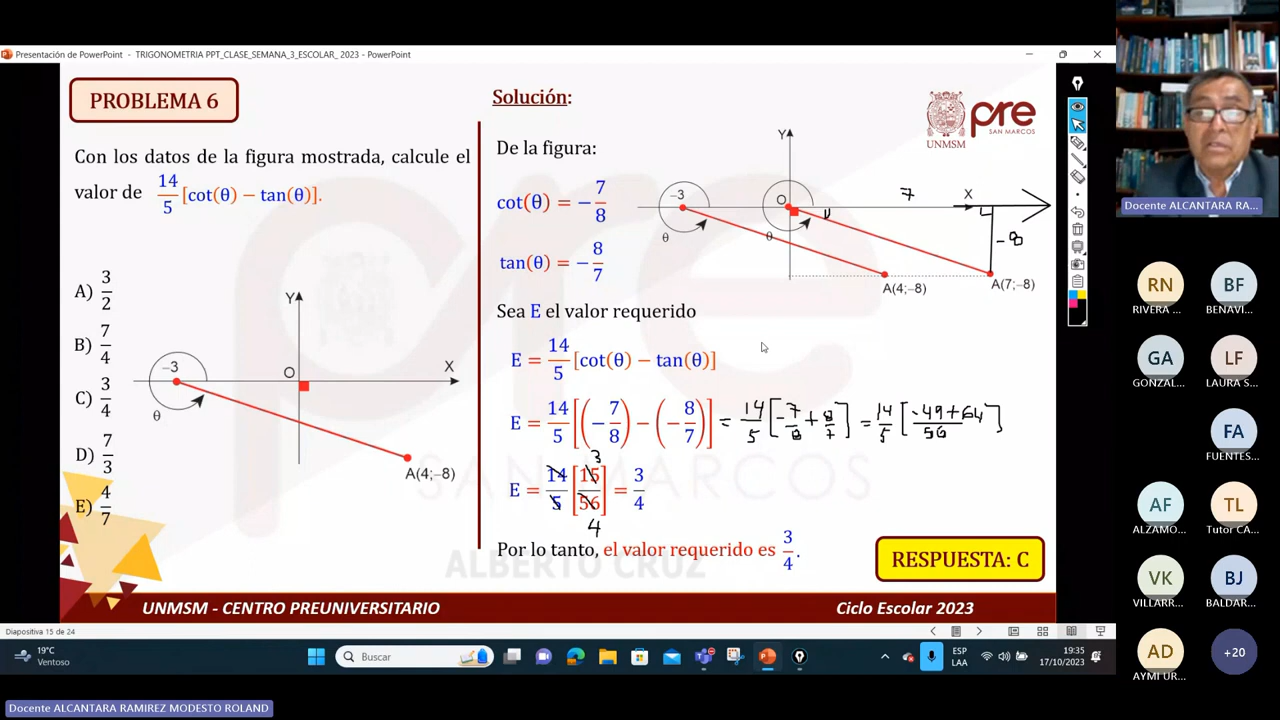 Presentación de PowerPoint - TRIGONOMETRIA PPT_CLASE_SEMANA_3_ESCOLAR_ 2023 - PowerPoint
PROBLEMA 6
Con los datos de la figura mostrada, calcule el
valor de 14/5 [cot(θ) − tan(θ)].
A) 3/2
B) 7/4
C) 3/4
D) 7/3
E) 4/7
Y
−3
O
X
θ
A(4;−8)
Solución:
De la figura:
cot(θ) = − 7/8
tan(θ) = − 8/7
UNMSM
pre
SAN MARCOS
Y
−3
O
7
X
θ
θ
-8
A(4;−8)
A(7;−8)
Sea E el valor requerido
E = 14/5 [cot(θ) − tan(θ)]
E = 14/5 [(− 7/8) − (− 8/7)] = 14/5 [-7/8 + 8/7] = 14/5 [-49+64/56]
3
E = 14/5 [15/56] = 3/4
4
Por lo tanto, el valor requerido es 3/4.
RESPUESTA: C
SAN MARCOS
ALBERTO CRUZ
UNMSM - CENTRO PREUNIVERSITARIO
Ciclo Escolar 2023
Diapositiva 15 de 24
19°C
Ventoso
Buscar
ESP
LAA
19:35
17/10/2023
Docente ALCANTARA RAMIREZ MODESTO ROLAND
Docente ALCANTARA RA...
RN
RIVERA ...
BF
BENAVI...
GA
GONZAL...
LF
LAURA S...
FA
FUENTES...
AF
ALZAMO...
TL
Tutor CA...
VK
VILLARR...
BJ
BALDAR...
AD
AYMI UR...
+20